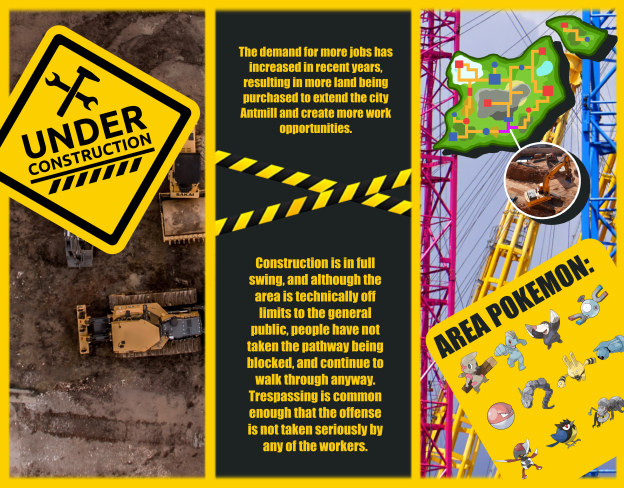 UNDER
CONSTRUCTION
The demand for more jobs has
increased in recent years,
resulting in more land being
purchased to extend the city
Antmill and create more work
opportunities.
Construction is in full
swing, and although the
area is technically off
limits to the general
public, people have not
taken the pathway being
blocked, and continue to
walk through anyway.
Trespassing is common
enough that the offense
is not taken seriously by
any of the workers.
AREA POKEMON: